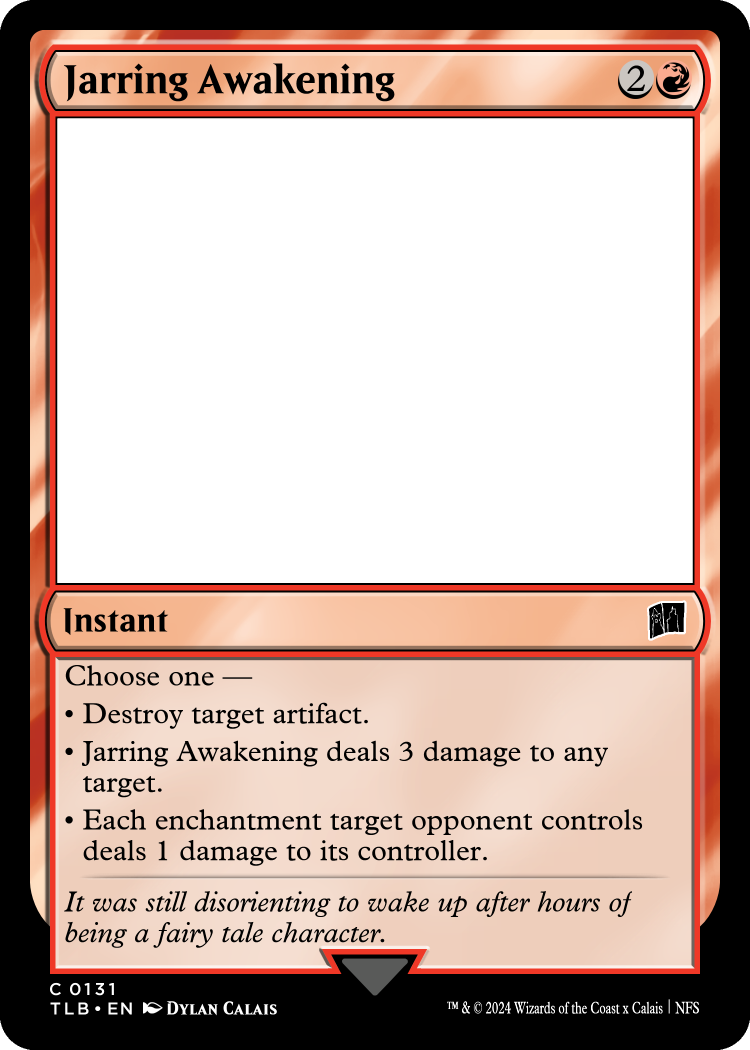 Jarring Awakening 2
Instant
Choose one —
• Destroy target artifact.
• Jarring Awakening deals 3 damage to any
target.
• Each enchantment target opponent controls
deals 1 damage to its controller.
It was still disorienting to wake up after hours of
being a fairy tale character.
C 0131
TLB • EN DYLAN CALAIS
™ & © 2024 Wizards of the Coast x Calais | NFS